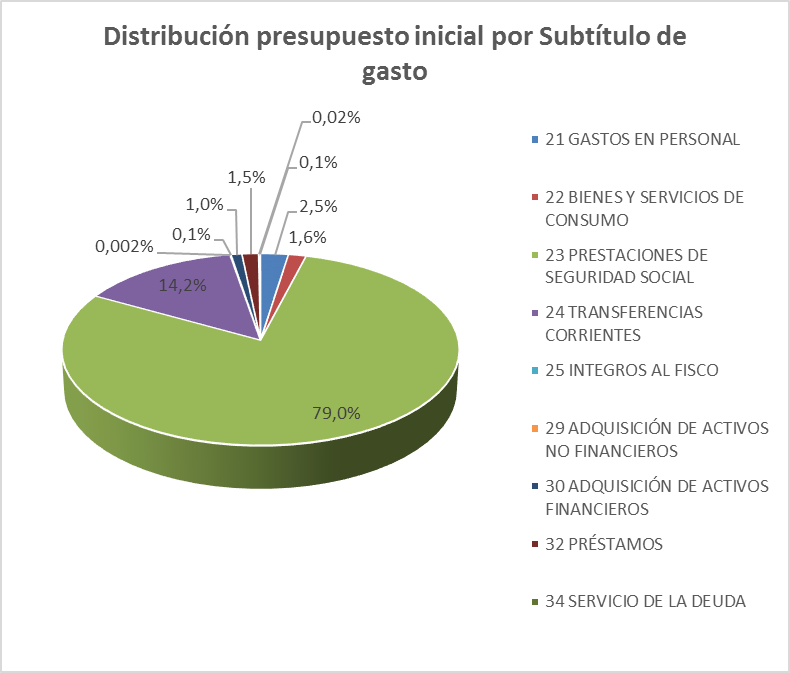 Distribución presupuesto inicial por Subtítulo de
gasto
0,02%
0,1%
1,5%
2,5%
1,0%
1,6%
0,1%
0,002%
14,2%
79,0%
21 GASTOS EN PERSONAL
22 BIENES Y SERVICIOS DE
CONSUMO
23 PRESTACIONES DE
SEGURIDAD SOCIAL
24 TRANSFERENCIAS
CORRIENTES
25 INTEGROS AL FISCO
29 ADQUISICIÓN DE ACTIVOS
NO FINANCIEROS
30 ADQUISICIÓN DE ACTIVOS
FINANCIEROS
32 PRÉSTAMOS
34 SERVICIO DE LA DEUDA